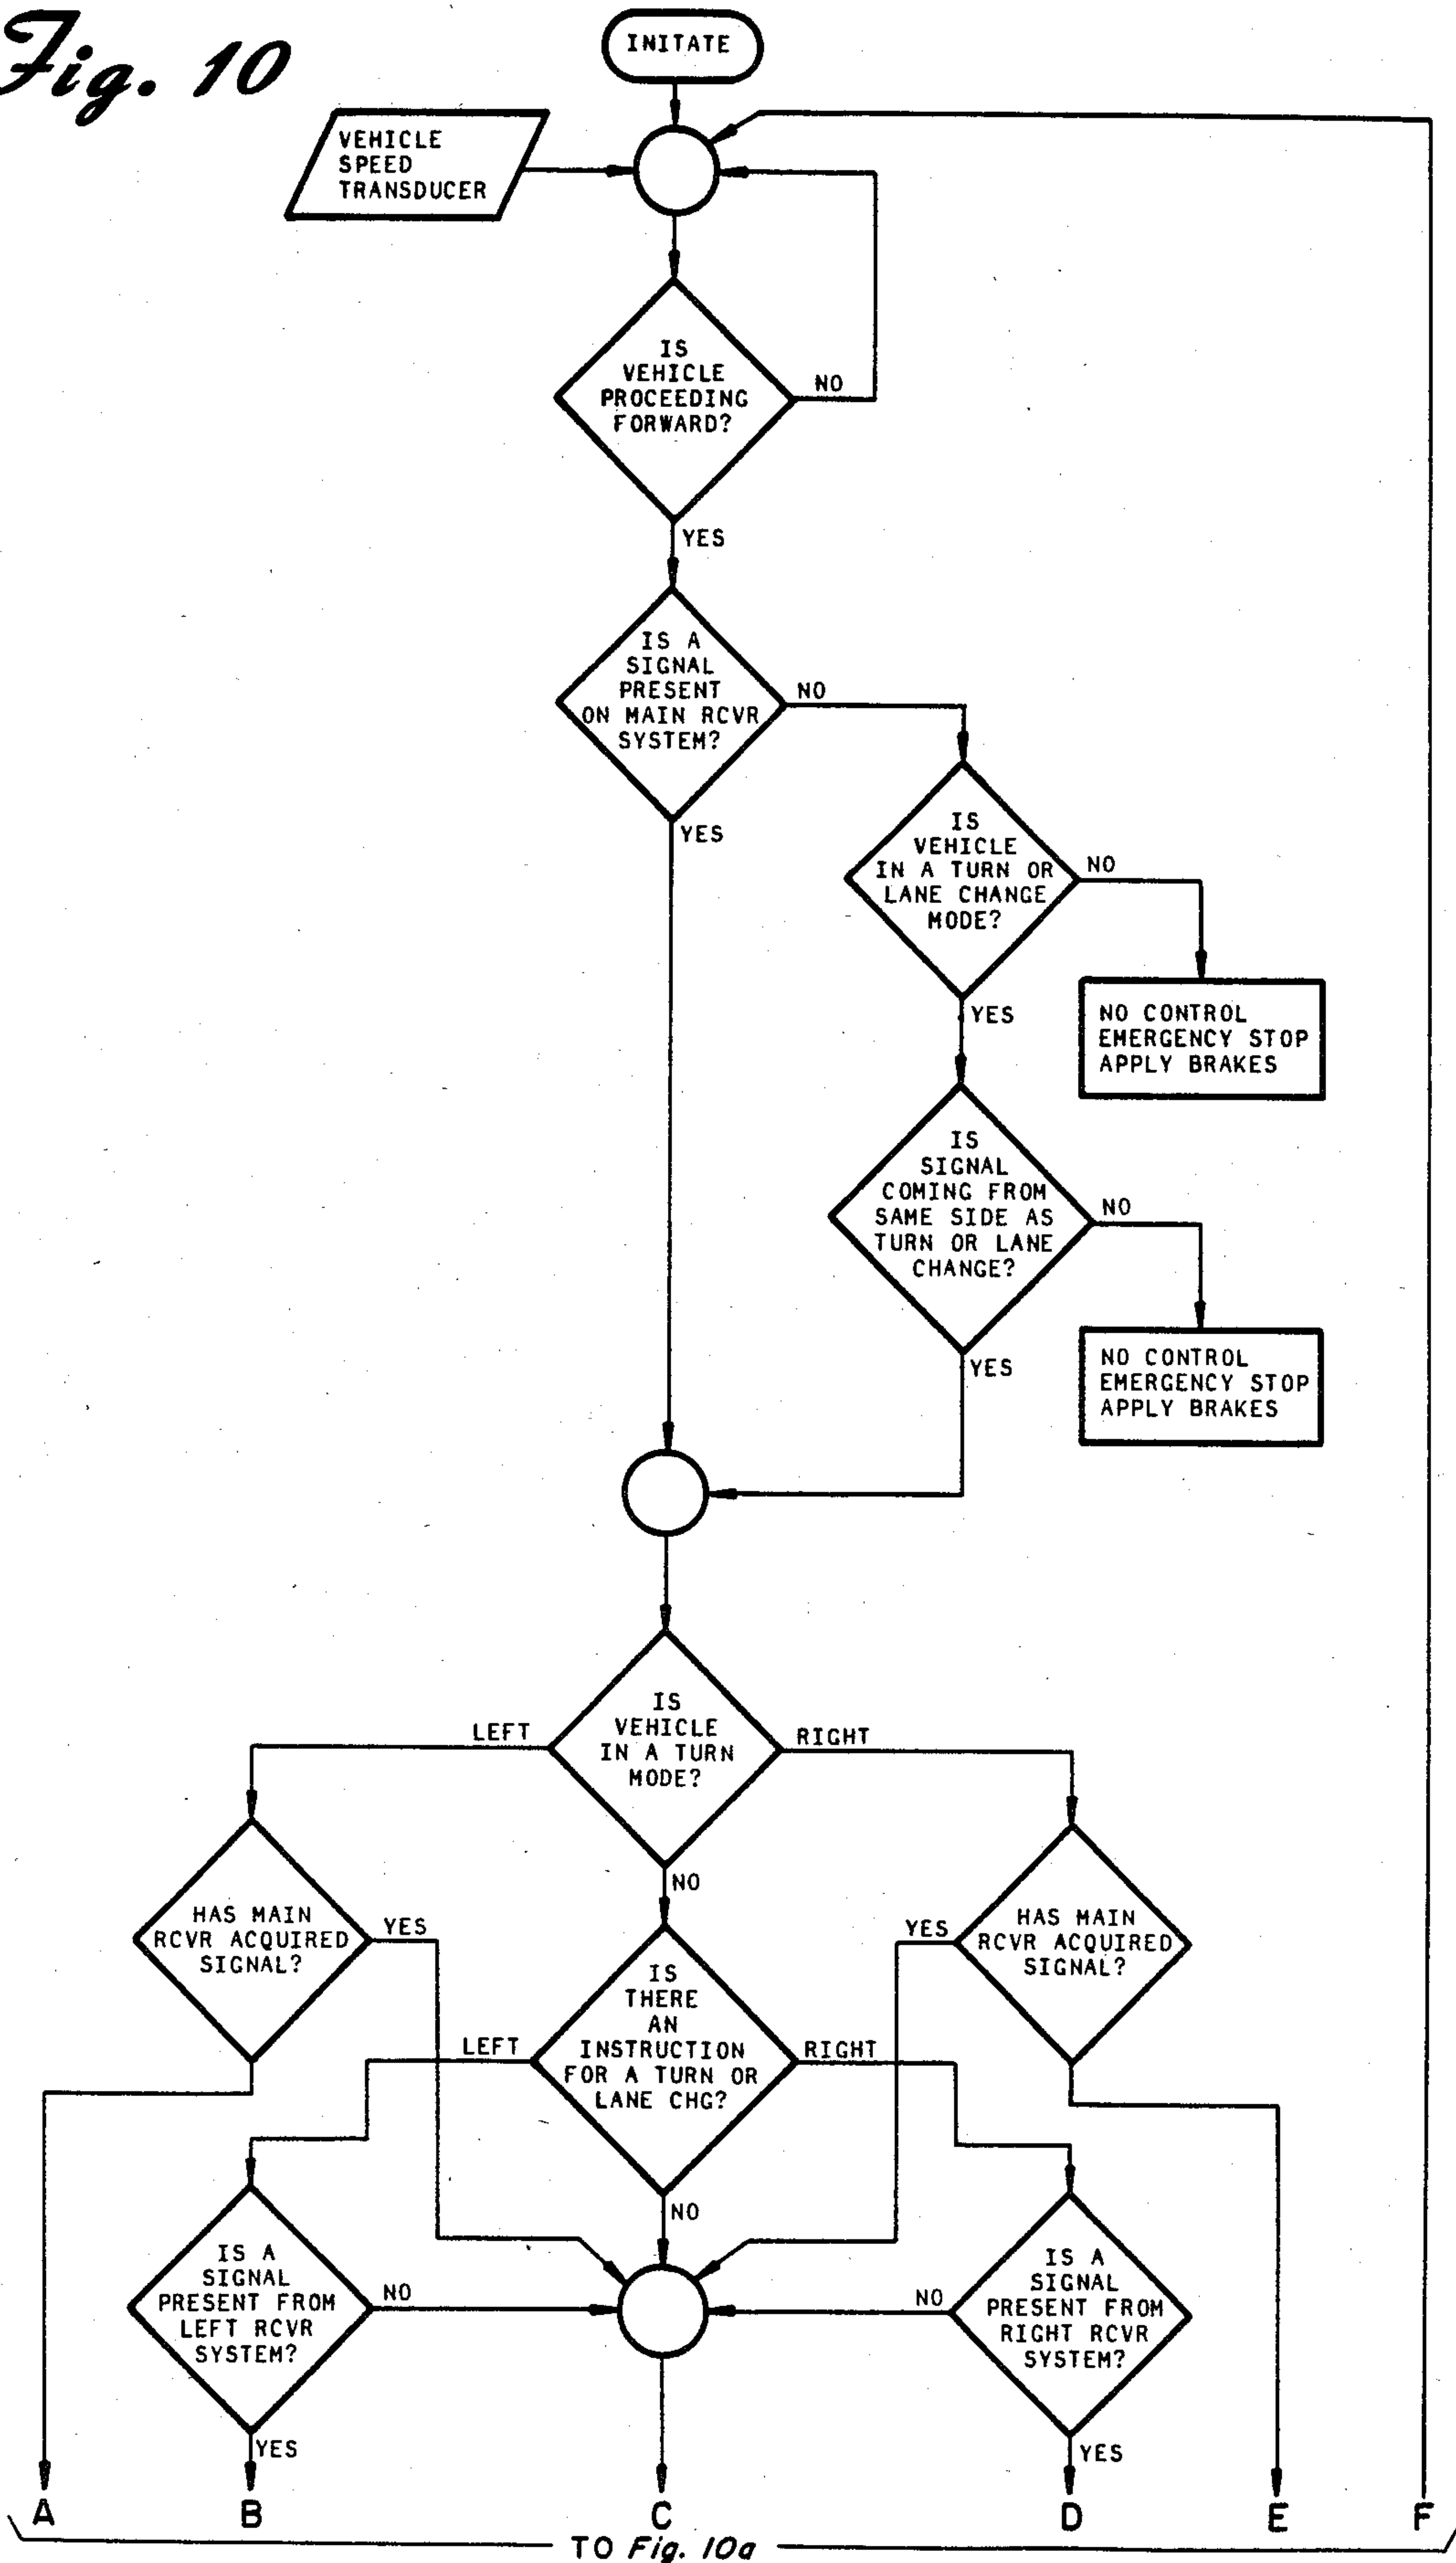 Fig. 10
INITATE
VEHICLE
SPEED
TRANSDUCER
IS
VEHICLE
PROCEEDING
FORWARD?
NO
YES
IS A
SIGNAL
PRESENT
ON MAIN RCVR
SYSTEM?
NO
YES
IS
VEHICLE
IN A TURN OR
LANE CHANGE
MODE?
NO
YES
NO CONTROL
EMERGENCY STOP
APPLY BRAKES
IS
SIGNAL
COMING FROM
SAME SIDE AS
TURN OR LANE
CHANGE?
NO
YES
NO CONTROL
EMERGENCY STOP
APPLY BRAKES
IS
VEHICLE
IN A TURN
MODE?
LEFT
RIGHT
NO
HAS MAIN
RCVR ACQUIRED
SIGNAL?
YES
HAS MAIN
RCVR ACQUIRED
SIGNAL?
YES
IS
THERE
AN
INSTRUCTION
FOR A TURN OR
LANE CHG?
LEFT
RIGHT
NO
IS A
SIGNAL
PRESENT FROM
LEFT RCVR
SYSTEM?
NO
YES
IS A
SIGNAL
PRESENT FROM
RIGHT RCVR
SYSTEM?
NO
YES
A
B
C
D
E
F
TO Fig. 10a